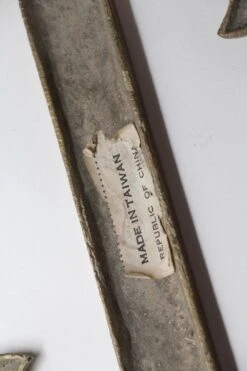 MADE IN TAIWAN
REPUBLIC OF CHINA